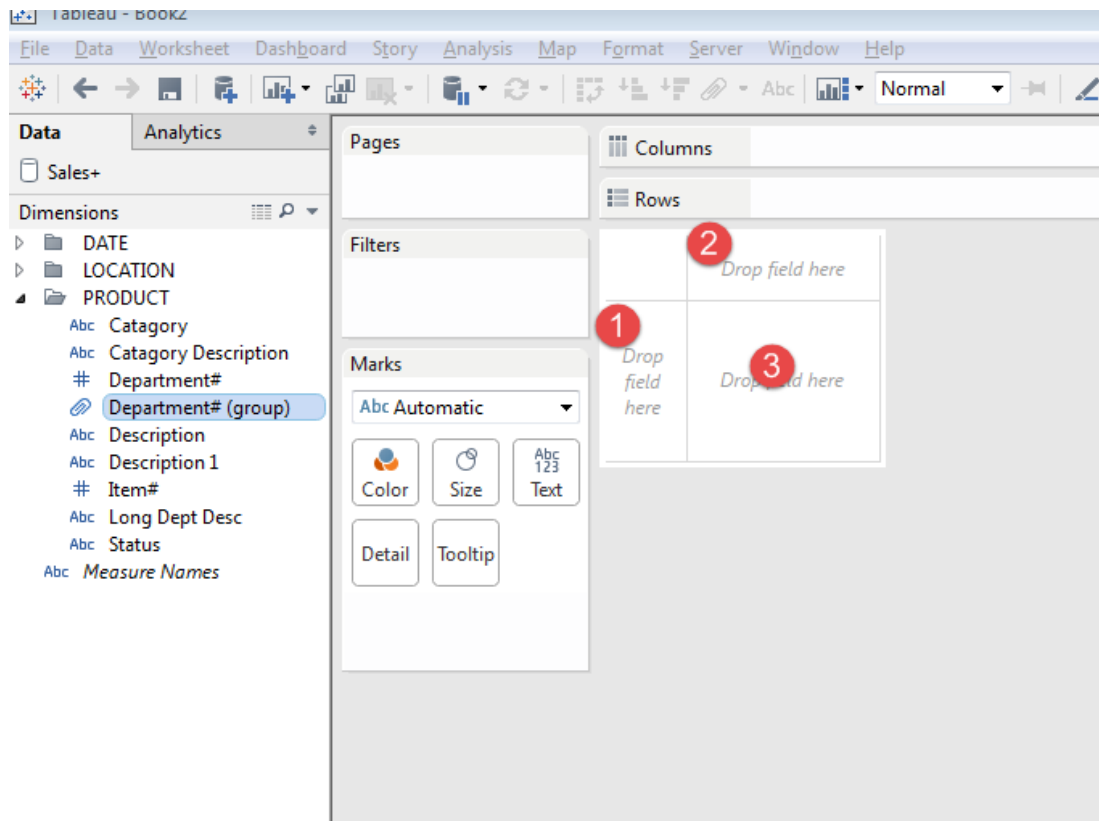 Tableau - Book2
File Data Worksheet Dashboard Story Analysis Map Format Server Window Help
Abc Normal
Data Analytics
Sales+
Dimensions
DATE
LOCATION
PRODUCT
Abc Catagory
Abc Catagory Description
# Department#
Department# (group)
Abc Description
Abc Description 1
# Item#
Abc Long Dept Desc
Abc Status
Abc Measure Names
Pages
Filters
Marks
Abc Automatic
Color
Size
Abc
123
Text
Detail
Tooltip
Columns
Rows
2
Drop field here
1
Drop
field
here
3
Drop field here